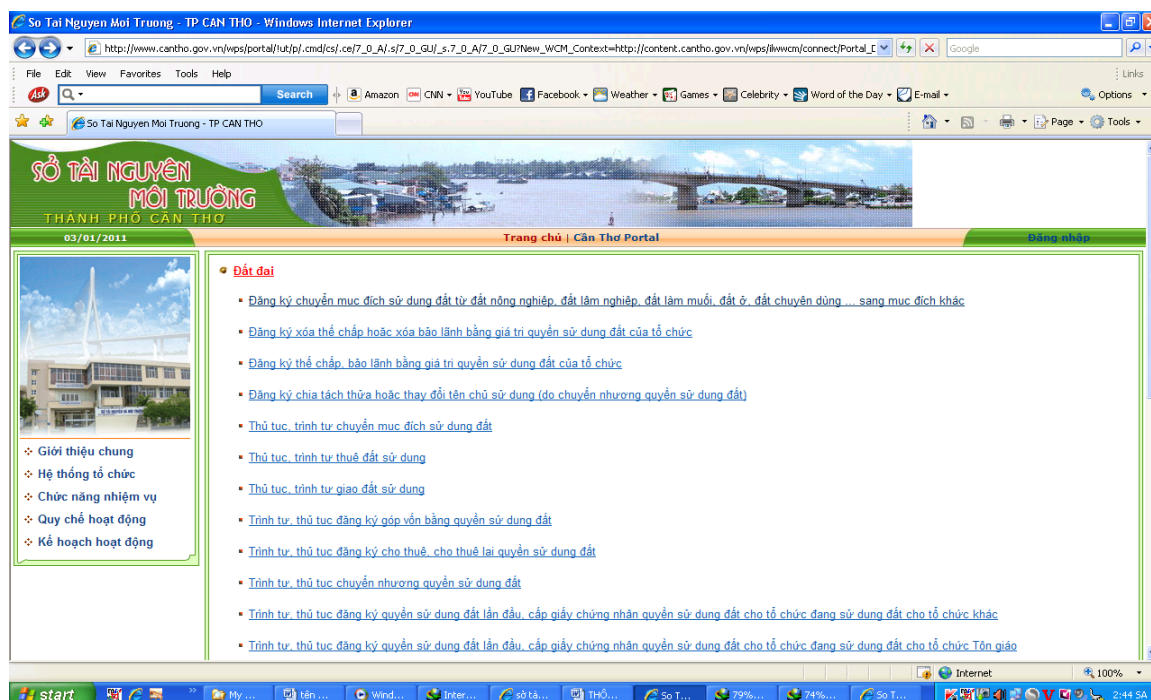 So Tai Nguyen Moi Truong - TP CAN THO - Windows Internet Explorer
http://www.cantho.gov.vn/wps/portal/!ut/p/.cmd/cs/.ce/7_0_A/.s/7_0_GU/_s.7_0_A/7_0_GU?New_WCM_Context=http://content.cantho.gov.vn/wps/ilwwcm/connect/Portal_D
Google
File Edit View Favorites Tools Help
Links
Ask Search Amazon CNN YouTube Facebook Weather Games Celebrity Word of the Day E-mail Options
So Tai Nguyen Moi Truong - TP CAN THO
Page Tools
SỞ TÀI NGUYÊN
MÔI TRƯỜNG
THÀNH PHỐ CẦN THƠ
03/01/2011 Trang chủ | Cần Thơ Portal Đăng nhập
Đất đai
Đăng ký chuyển mục đích sử dụng đất từ đất nông nghiệp, đất lâm nghiệp, đất làm muối, đất ở, đất chuyên dùng ... sang mục đích khác
Đăng ký xóa thế chấp hoặc xóa bảo lãnh bằng giá trị quyền sử dụng đất của tổ chức
Đăng ký thế chấp, bảo lãnh bằng giá trị quyền sử dụng đất của tổ chức
Đăng ký chia tách thửa hoặc thay đổi tên chủ sử dụng (do chuyển nhượng quyền sử dụng đất)
Thủ tục, trình tự chuyển mục đích sử dụng đất
Thủ tục, trình tự thuê đất sử dụng
Thủ tục, trình tự giao đất sử dụng
Trình tự, thủ tục đăng ký góp vốn bằng quyền sử dụng đất
Trình tự, thủ tục đăng ký cho thuê, cho thuê lại quyền sử dụng đất
Trình tự, thủ tục chuyển nhượng quyền sử dụng đất
Trình tự, thủ tục đăng ký quyền sử dụng đất lần đầu, cấp giấy chứng nhận quyền sử dụng đất cho tổ chức đang sử dụng đất cho tổ chức khác
Trình tự, thủ tục đăng ký quyền sử dụng đất lần đầu, cấp giấy chứng nhận quyền sử dụng đất cho tổ chức đang sử dụng đất cho tổ chức Tôn giáo
Giới thiệu chung
Hệ thống tổ chức
Chức năng nhiệm vụ
Quy chế hoạt động
Kế hoạch hoạt động
Internet 100%
start My ... tên ... Wind... Inter... sở tà... THÔ... So T... 79%... 74%... So T... 2:44 SA